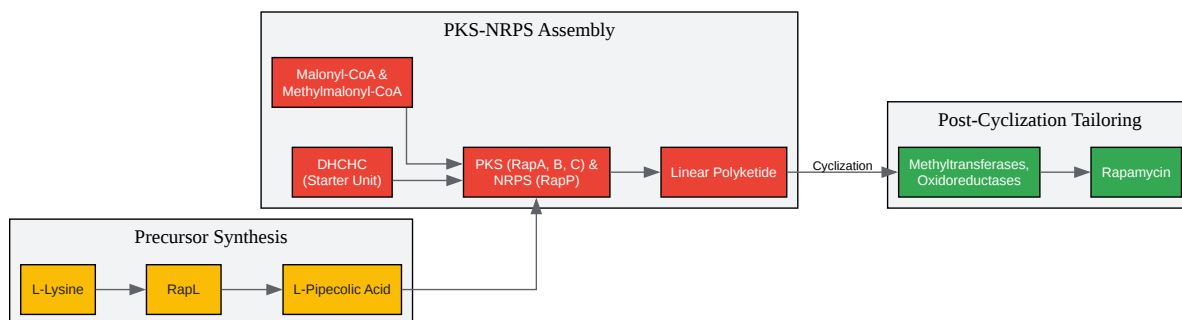 PKS-NRPS Assembly
Malonyl-CoA &
Methylmalonyl-CoA
DHCHC
(Starter Unit)
PKS (RapA, B, C) &
NRPS (RapP)
Linear Polyketide
Cyclization
Post-Cyclization Tailoring
Methyltransferases,
Oxidoreductases
Rapamycin
Precursor Synthesis
L-Lysine
RapL
L-Pipecolic Acid